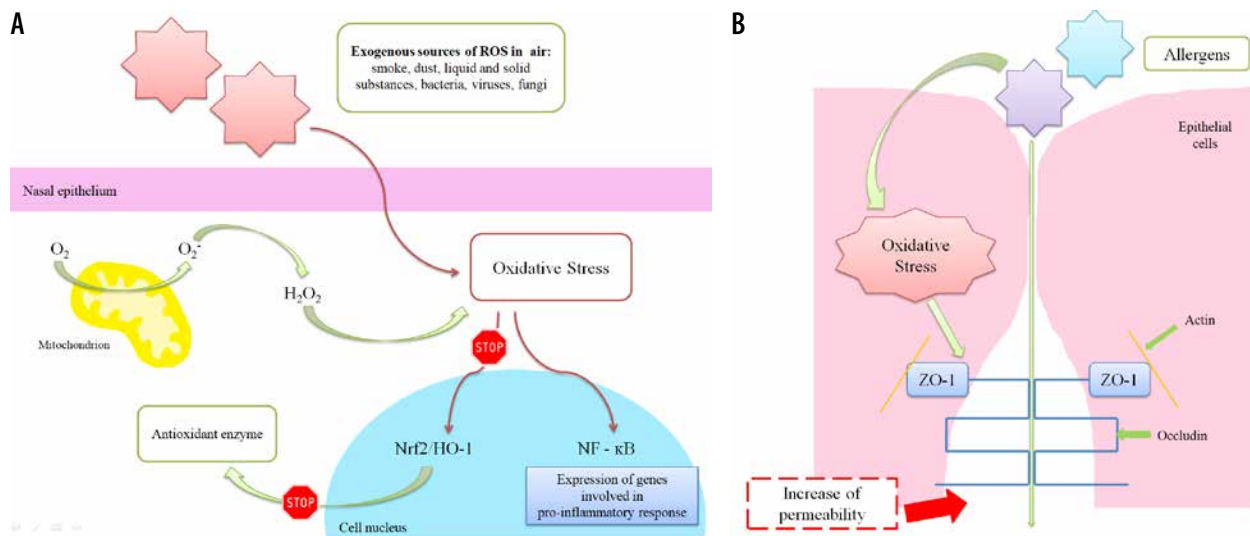 A
Exogenous sources of ROS in air:
smoke, dust, liquid and solid
substances, bacteria, viruses, fungi
Nasal epithelium
O2
O2-
H2O2
Mitochondrion
Oxidative Stress
STOP
Antioxidant enzyme
Nrf2/HO-1
NF - κB
STOP
Expression of genes
involved in
pro-inflammatory response
Cell nucleus
B
Allergens
Epithelial
cells
Oxidative
Stress
Actin
ZO-1
ZO-1
Occludin
Increase of
permeability